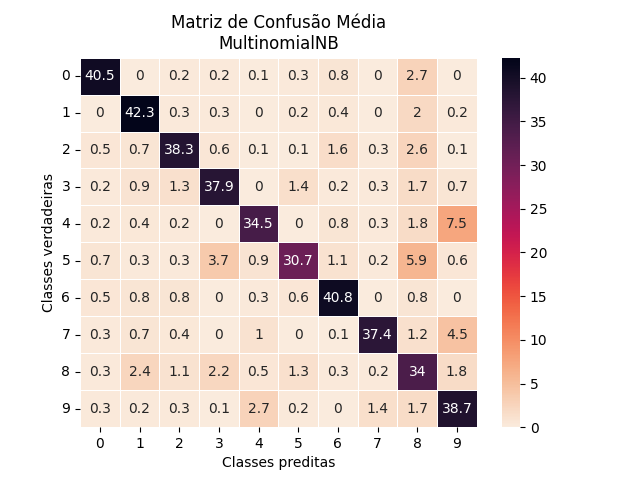 Matriz de Confusão Média
MultinomialNB
Classes verdadeiras
0 40.5 0 0.2 0.2 0.1 0.3 0.8 0 2.7 0
1 0 42.3 0.3 0.3 0 0.2 0.4 0 2 0.2
2 0.5 0.7 38.3 0.6 0.1 0.1 1.6 0.3 2.6 0.1
3 0.2 0.9 1.3 37.9 0 1.4 0.2 0.3 1.7 0.7
4 0.2 0.4 0.2 0 34.5 0 0.8 0.3 1.8 7.5
5 0.7 0.3 0.3 3.7 0.9 30.7 1.1 0.2 5.9 0.6
6 0.5 0.8 0.8 0 0.3 0.6 40.8 0 0.8 0
7 0.3 0.7 0.4 0 1 0 0.1 37.4 1.2 4.5
8 0.3 2.4 1.1 2.2 0.5 1.3 0.3 0.2 34 1.8
9 0.3 0.2 0.3 0.1 2.7 0.2 0 1.4 1.7 38.7
0 1 2 3 4 5 6 7 8 9
Classes preditas
40
35
30
25
20
15
10
5
0